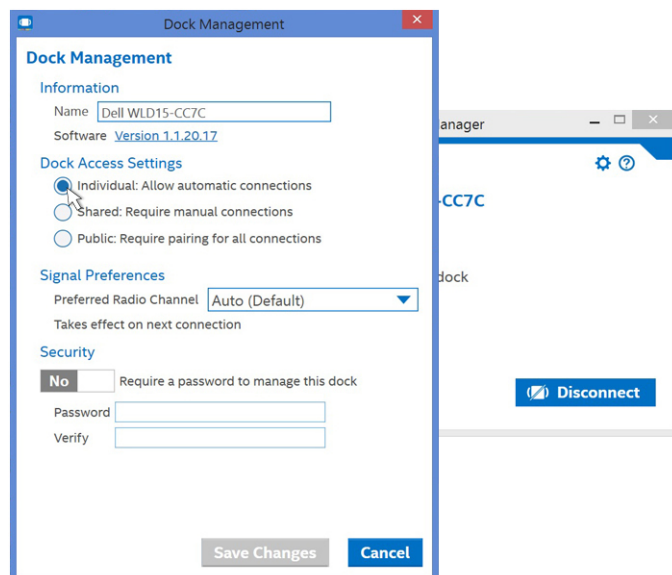 Dock Management
Dock Management
Information
Name Dell WLD15-CC7C
Software Version 1.1.20.17
Dock Access Settings
Individual: Allow automatic connections
Shared: Require manual connections
Public: Require pairing for all connections
Signal Preferences
Preferred Radio Channel Auto (Default)
Takes effect on next connection
Security
No Require a password to manage this dock
Password
Verify
Save Changes Cancel
anager
-CC7C
dock
Disconnect